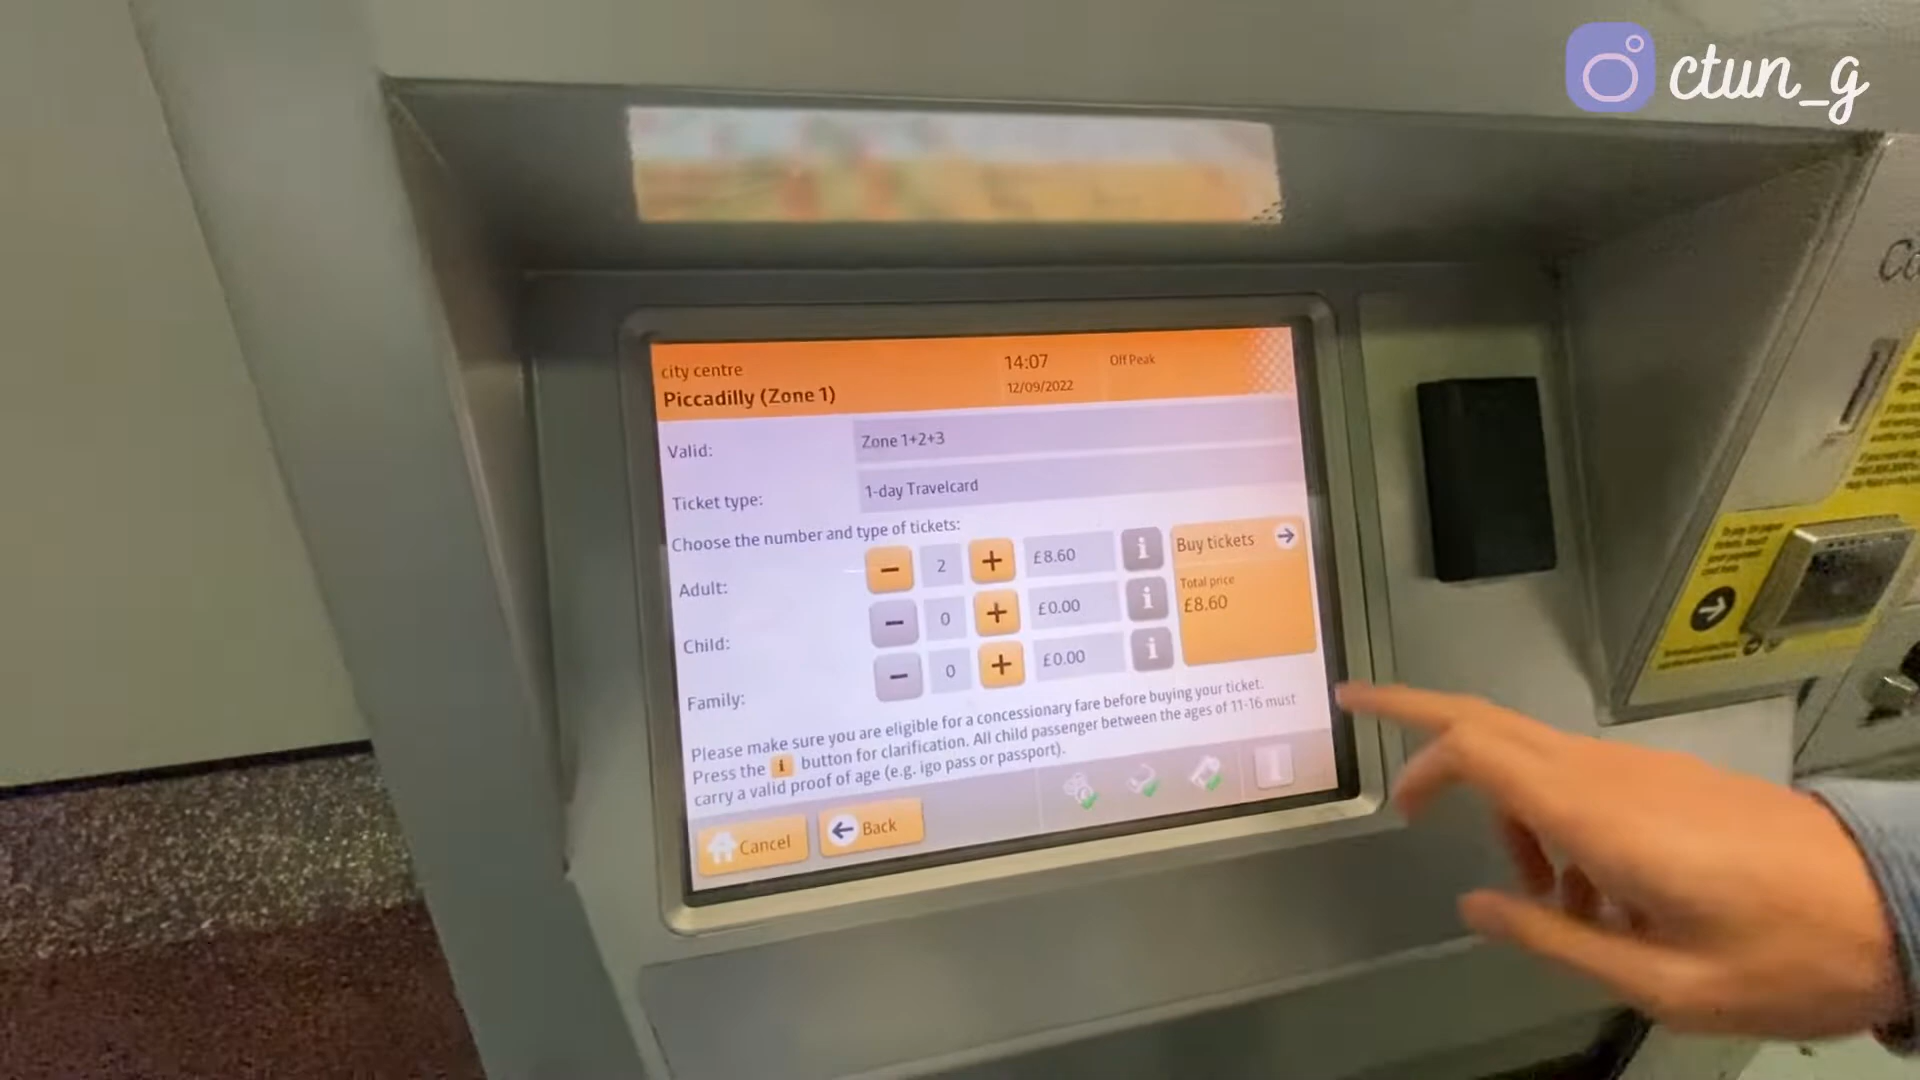 ctun_g
city centre
Piccadilly (Zone 1)
14:07
12/09/2022
Off Peak
Valid:
Zone 1+2+3
Ticket type:
1-day Travelcard
Choose the number and type of tickets:
Adult:
− 2 + £8.60 i
Child:
− 0 + £0.00 i
Family:
− 0 + £0.00 i
Buy tickets
Total price
£8.60
Please make sure you are eligible for a concessionary fare before buying your ticket.
Press the i button for clarification. All child passenger between the ages of 11-16 must
carry a valid proof of age (e.g. igo pass or passport).
Cancel
Back